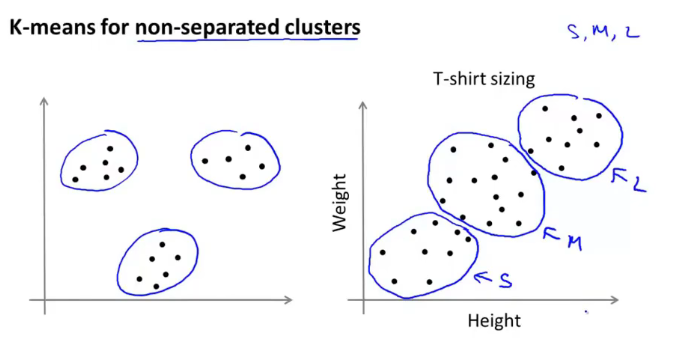 K-means for non-separated clusters
S, M, L
T-shirt sizing
Weight
L
M
S
Height